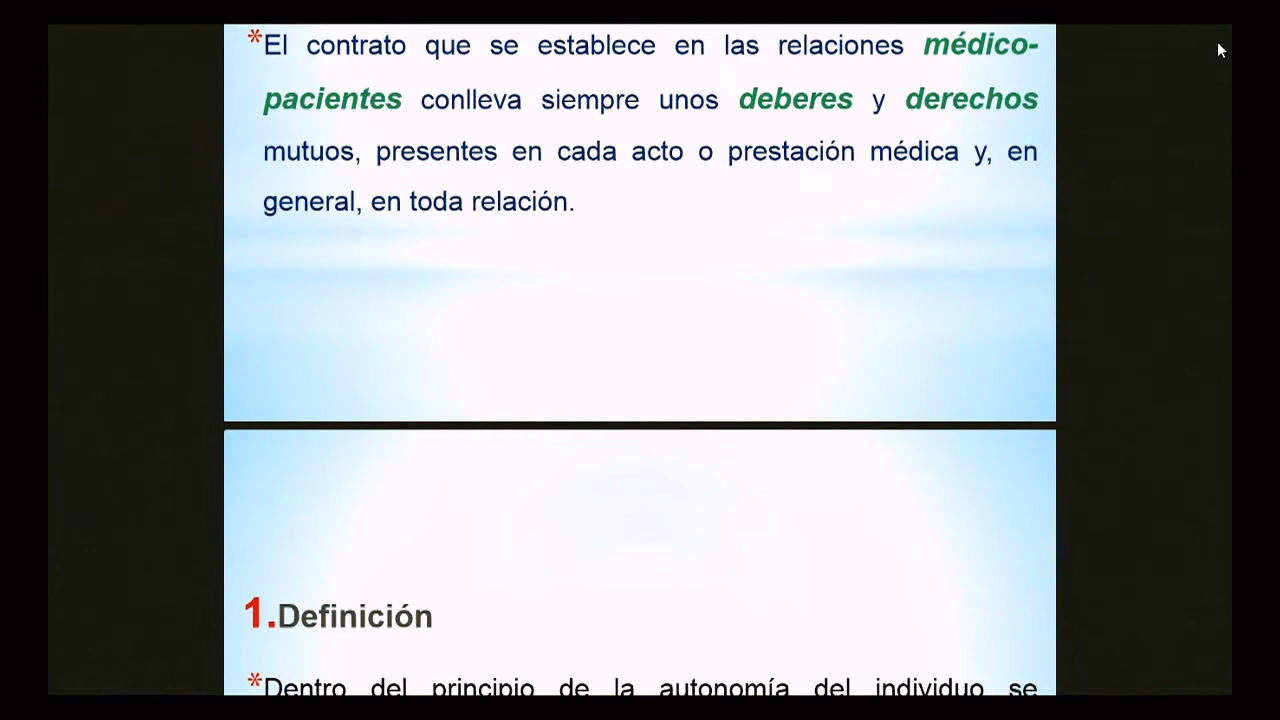 *El contrato que se establece en las relaciones médico-
pacientes conlleva siempre unos deberes y derechos
mutuos, presentes en cada acto o prestación médica y, en
general, en toda relación.
1.Definición
*Dentro del principio de la autonomía del individuo se